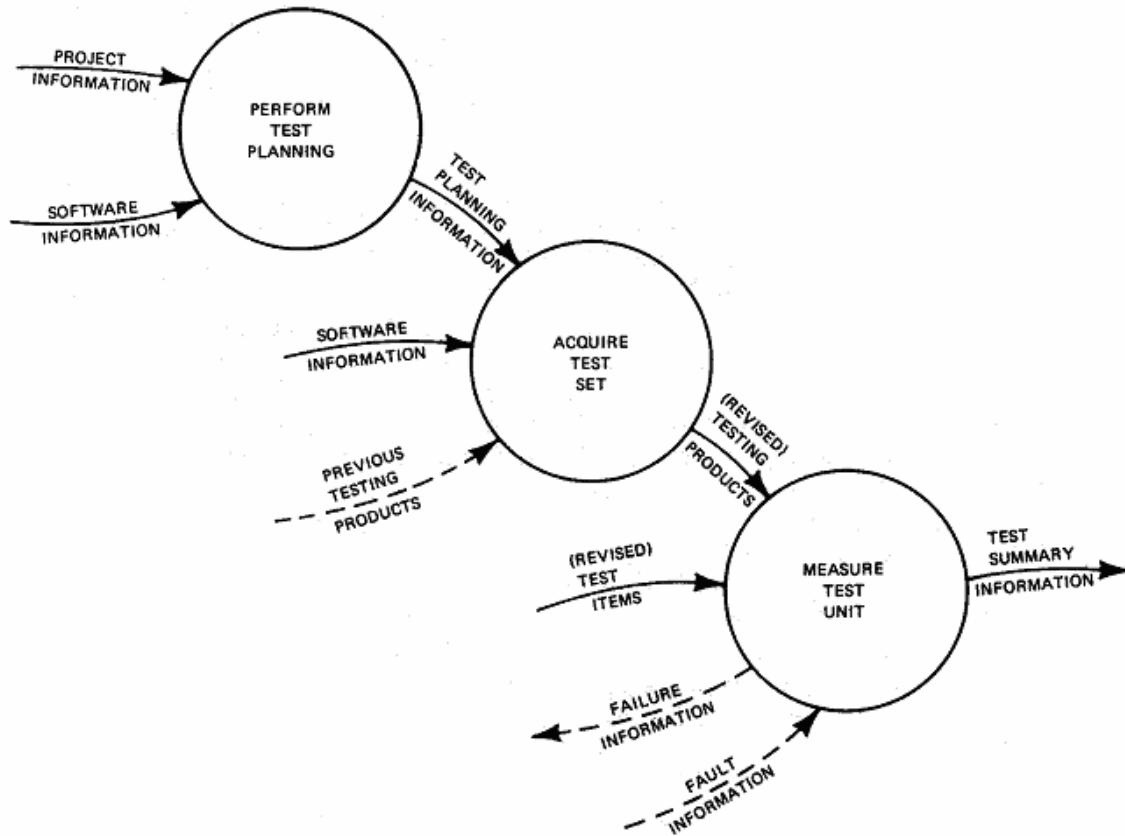 PROJECT
INFORMATION
PERFORM
TEST
PLANNING
SOFTWARE
INFORMATION
TEST
PLANNING
INFORMATION
SOFTWARE
INFORMATION
ACQUIRE
TEST
SET
PREVIOUS
TESTING
PRODUCTS
(REVISED)
TESTING
PRODUCTS
(REVISED)
TEST
ITEMS
MEASURE
TEST
UNIT
TEST
SUMMARY
INFORMATION
FAILURE
INFORMATION
FAULT
INFORMATION